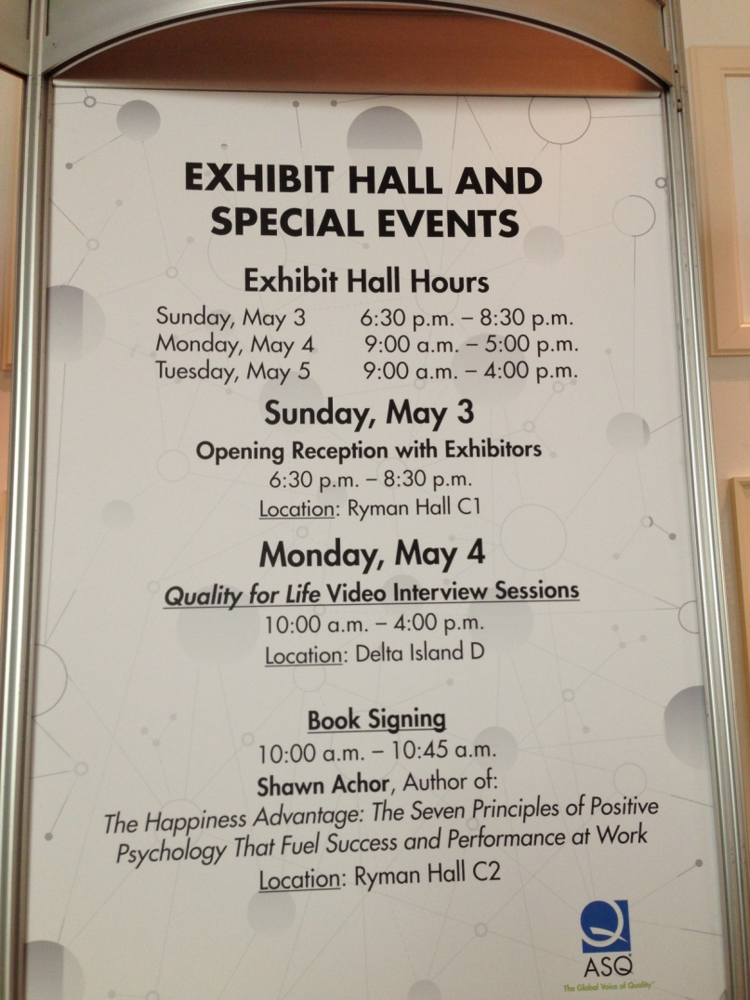 EXHIBIT HALL AND
SPECIAL EVENTS
Exhibit Hall Hours
Sunday, May 3 6:30 p.m. – 8:30 p.m.
Monday, May 4 9:00 a.m. – 5:00 p.m.
Tuesday, May 5 9:00 a.m. – 4:00 p.m.
Sunday, May 3
Opening Reception with Exhibitors
6:30 p.m. – 8:30 p.m.
Location: Ryman Hall C1
Monday, May 4
Quality for Life Video Interview Sessions
10:00 a.m. – 4:00 p.m.
Location: Delta Island D
Book Signing
10:00 a.m. – 10:45 a.m.
Shawn Achor, Author of:
The Happiness Advantage: The Seven Principles of Positive
Psychology That Fuel Success and Performance at Work
Location: Ryman Hall C2
ASQ
The Global Voice of Quality™